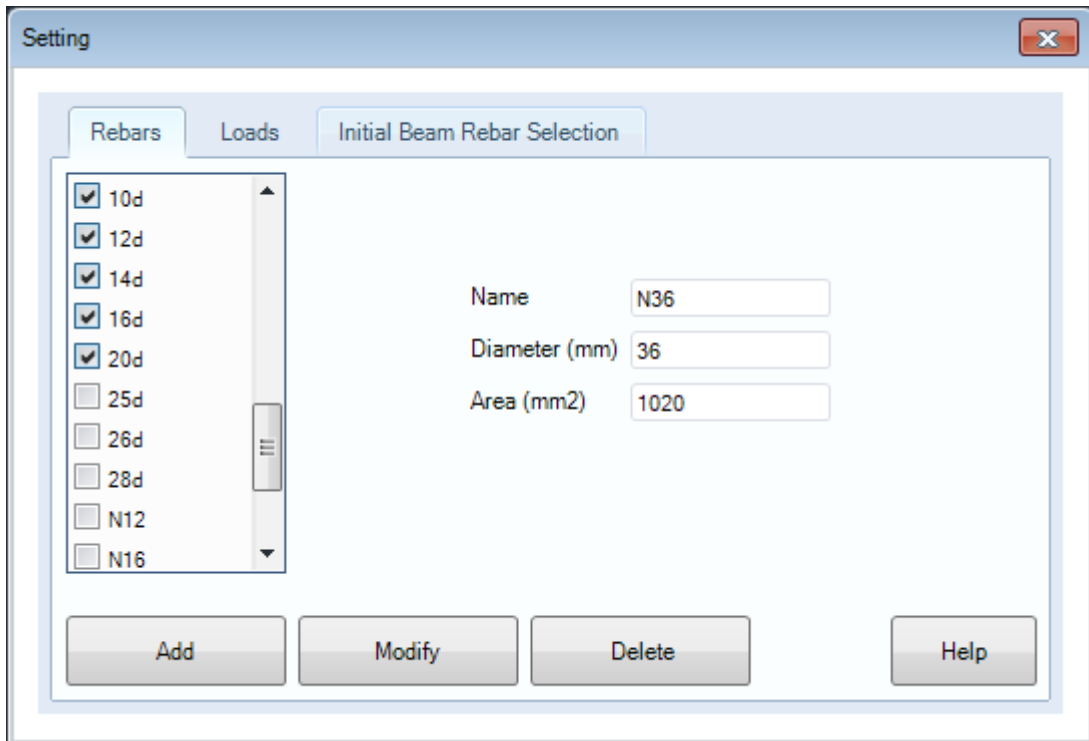 Setting
Rebars Loads Initial Beam Rebar Selection
10d
12d
14d
16d
20d
25d
26d
28d
N12
N16
Name N36
Diameter (mm) 36
Area (mm2) 1020
Add Modify Delete Help